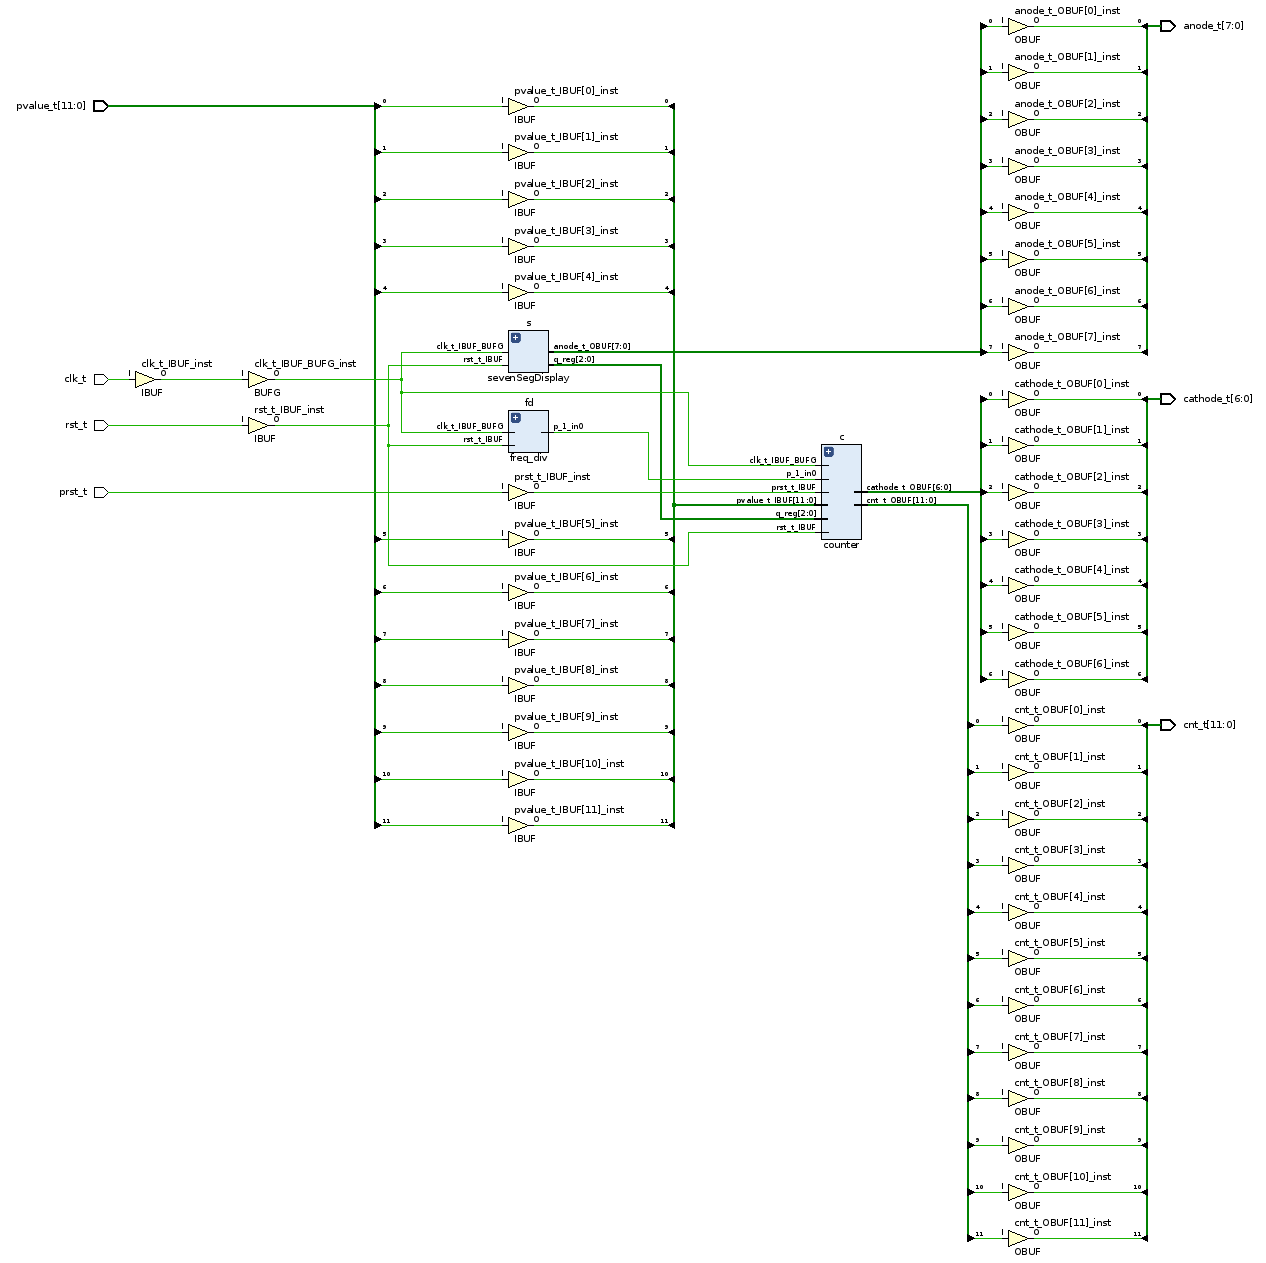 pvalue_t[11:0]
0
pvalue_t_IBUF[0]_inst
I
O
IBUF
0
1
pvalue_t_IBUF[1]_inst
I
O
IBUF
1
2
pvalue_t_IBUF[2]_inst
I
O
IBUF
2
3
pvalue_t_IBUF[3]_inst
I
O
IBUF
3
4
pvalue_t_IBUF[4]_inst
I
O
IBUF
4
s
clk_t_IBUF_BUFG
rst_t_IBUF
anode_t_OBUF[7:0]
q_reg[2:0]
sevenSegDisplay
clk_t
clk_t_IBUF_inst
I
O
IBUF
clk_t_IBUF_BUFG_inst
I
O
BUFG
rst_t
rst_t_IBUF_inst
I
O
IBUF
fd
clk_t_IBUF_BUFG
rst_t_IBUF
p_1_in0
freq_div
prst_t
prst_t_IBUF_inst
I
O
IBUF
5
pvalue_t_IBUF[5]_inst
I
O
IBUF
5
6
pvalue_t_IBUF[6]_inst
I
O
IBUF
6
7
pvalue_t_IBUF[7]_inst
I
O
IBUF
7
8
pvalue_t_IBUF[8]_inst
I
O
IBUF
8
9
pvalue_t_IBUF[9]_inst
I
O
IBUF
9
10
pvalue_t_IBUF[10]_inst
I
O
IBUF
10
11
pvalue_t_IBUF[11]_inst
I
O
IBUF
11
c
clk_t_IBUF_BUFG
p_1_in0
prst_t_IBUF
pvalue_t_IBUF[11:0]
q_reg[2:0]
rst_t_IBUF
cathode_t_OBUF[6:0]
cnt_t_OBUF[11:0]
counter
0
anode_t_OBUF[0]_inst
I
O
OBUF
0
anode_t[7:0]
1
anode_t_OBUF[1]_inst
I
O
OBUF
1
2
anode_t_OBUF[2]_inst
I
O
OBUF
2
3
anode_t_OBUF[3]_inst
I
O
OBUF
3
4
anode_t_OBUF[4]_inst
I
O
OBUF
4
5
anode_t_OBUF[5]_inst
I
O
OBUF
5
6
anode_t_OBUF[6]_inst
I
O
OBUF
6
7
anode_t_OBUF[7]_inst
I
O
OBUF
7
0
cathode_t_OBUF[0]_inst
I
O
OBUF
0
cathode_t[6:0]
1
cathode_t_OBUF[1]_inst
I
O
OBUF
1
2
cathode_t_OBUF[2]_inst
I
O
OBUF
2
3
cathode_t_OBUF[3]_inst
I
O
OBUF
3
4
cathode_t_OBUF[4]_inst
I
O
OBUF
4
5
cathode_t_OBUF[5]_inst
I
O
OBUF
5
6
cathode_t_OBUF[6]_inst
I
O
OBUF
6
0
cnt_t_OBUF[0]_inst
I
O
OBUF
0
cnt_t[11:0]
1
cnt_t_OBUF[1]_inst
I
O
OBUF
1
2
cnt_t_OBUF[2]_inst
I
O
OBUF
2
3
cnt_t_OBUF[3]_inst
I
O
OBUF
3
4
cnt_t_OBUF[4]_inst
I
O
OBUF
4
5
cnt_t_OBUF[5]_inst
I
O
OBUF
5
6
cnt_t_OBUF[6]_inst
I
O
OBUF
6
7
cnt_t_OBUF[7]_inst
I
O
OBUF
7
8
cnt_t_OBUF[8]_inst
I
O
OBUF
8
9
cnt_t_OBUF[9]_inst
I
O
OBUF
9
10
cnt_t_OBUF[10]_inst
I
O
OBUF
10
11
cnt_t_OBUF[11]_inst
I
O
OBUF
11